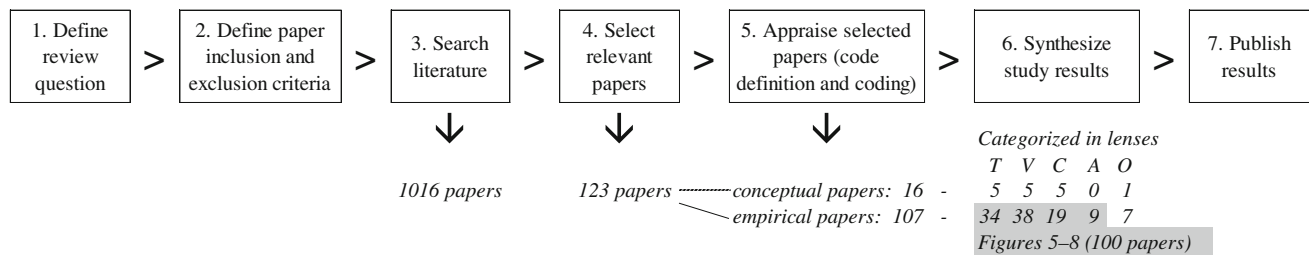 1. Define
review
question
>
2. Define paper
inclusion and
exclusion criteria
>
3. Search
literature
>
4. Select
relevant
papers
>
5. Appraise selected
papers (code
definition and coding)
>
6. Synthesize
study results
>
7. Publish
results
Categorized in lenses
T V C A O
1016 papers 123 papers conceptual papers: 16 - 5 5 5 0 1
empirical papers: 107 - 34 38 19 9 7
Figures 5–8 (100 papers)